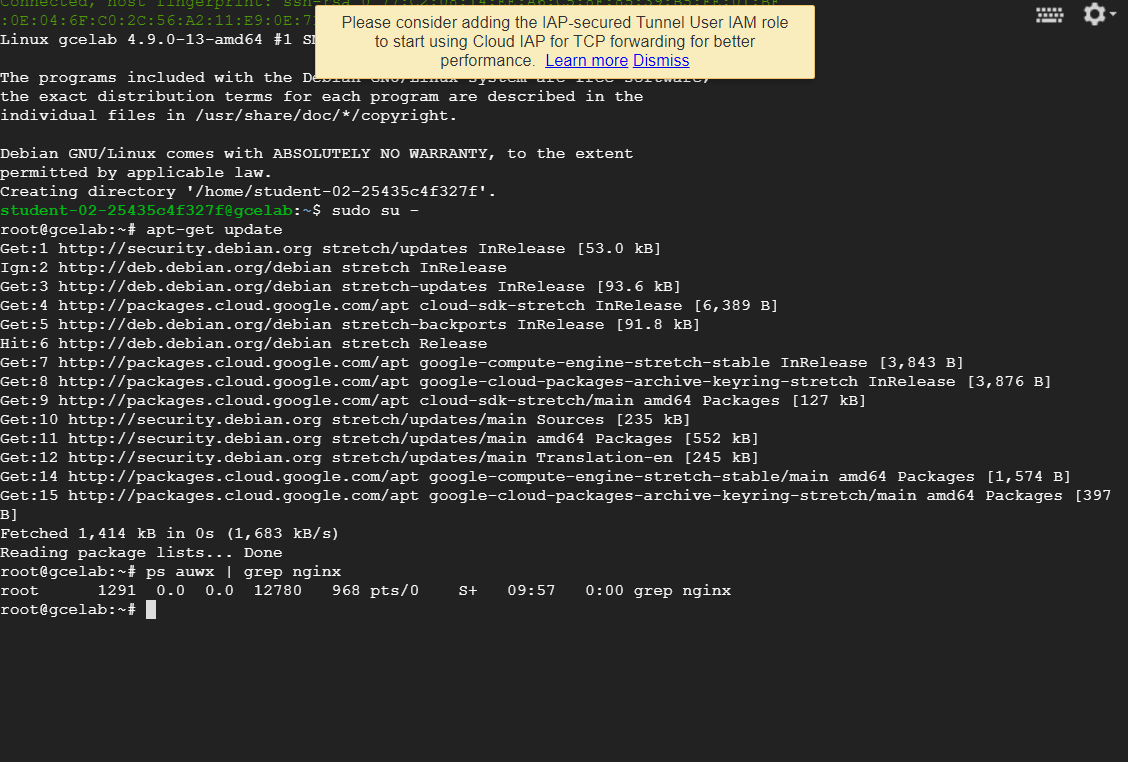 Please consider adding the IAP-secured Tunnel User IAM role
to start using Cloud IAP for TCP forwarding for better
performance. Learn more Dismiss
Connected, host fingerprint: ssh-rsa 0
:0E:04:6F:C0:2C:56:A2:11:E9:0E:7
Linux gcelab 4.9.0-13-amd64 #1
The programs included with the
the exact distribution terms for each program are described in the
individual files in /usr/share/doc/*/copyright.
Debian GNU/Linux comes with ABSOLUTELY NO WARRANTY, to the extent
permitted by applicable law.
Creating directory '/home/student-02-25435c4f327f'.
student-02-25435c4f327f@gcelab:~$ sudo su -
root@gcelab:~# apt-get update
Get:1 http://security.debian.org stretch/updates InRelease [53.0 kB]
Ign:2 http://deb.debian.org/debian stretch InRelease
Get:3 http://deb.debian.org/debian stretch-updates InRelease [93.6 kB]
Get:4 http://packages.cloud.google.com/apt cloud-sdk-stretch InRelease [6,389 B]
Get:5 http://deb.debian.org/debian stretch-backports InRelease [91.8 kB]
Hit:6 http://deb.debian.org/debian stretch Release
Get:7 http://packages.cloud.google.com/apt google-compute-engine-stretch-stable InRelease [3,843 B]
Get:8 http://packages.cloud.google.com/apt google-cloud-packages-archive-keyring-stretch InRelease [3,876 B]
Get:9 http://packages.cloud.google.com/apt cloud-sdk-stretch/main amd64 Packages [127 kB]
Get:10 http://security.debian.org stretch/updates/main Sources [235 kB]
Get:11 http://security.debian.org stretch/updates/main amd64 Packages [552 kB]
Get:12 http://security.debian.org stretch/updates/main Translation-en [245 kB]
Get:14 http://packages.cloud.google.com/apt google-compute-engine-stretch-stable/main amd64 Packages [1,574 B]
Get:15 http://packages.cloud.google.com/apt google-cloud-packages-archive-keyring-stretch/main amd64 Packages [397
B]
Fetched 1,414 kB in 0s (1,683 kB/s)
Reading package lists... Done
root@gcelab:~# ps auwx | grep nginx
root      1291  0.0  0.0  12780   968 pts/0    S+   09:57   0:00 grep nginx
root@gcelab:~#